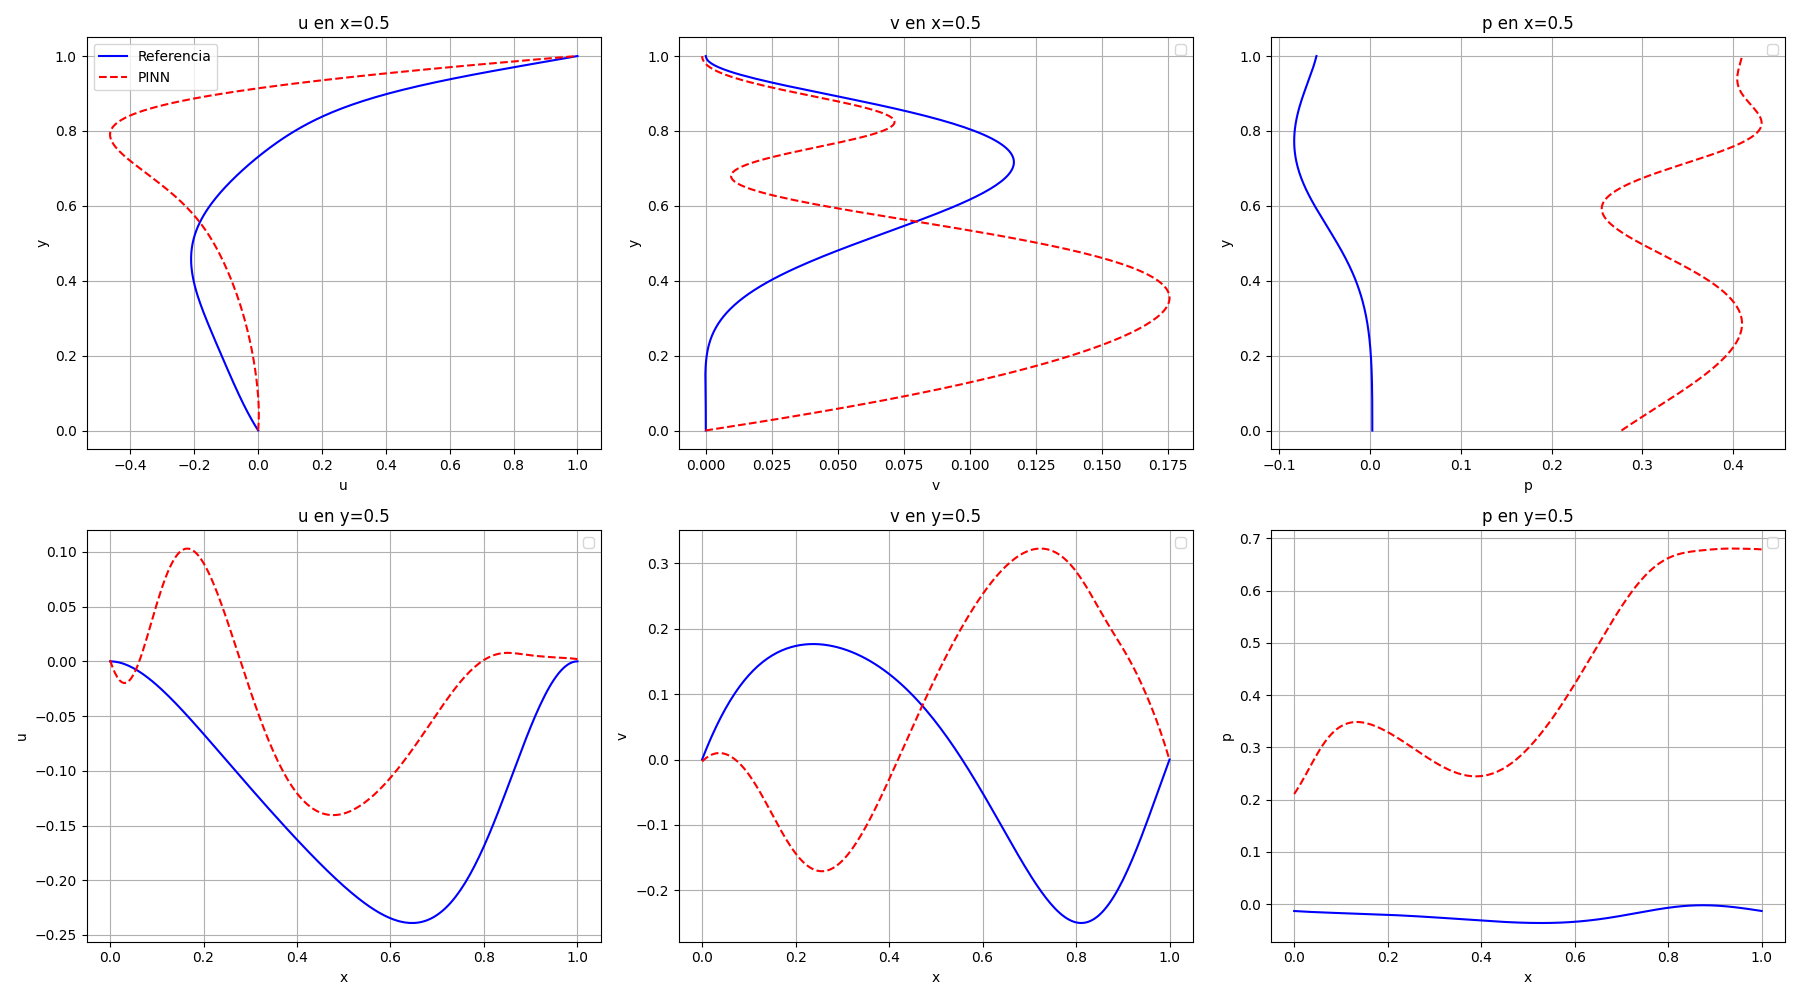 u en x=0.5
Referencia
PINN
1.0
0.8
0.6
0.4
0.2
0.0
y
−0.4 −0.2 0.0 0.2 0.4 0.6 0.8 1.0
u
v en x=0.5
1.0
0.8
0.6
0.4
0.2
0.0
y
0.000 0.025 0.050 0.075 0.100 0.125 0.150 0.175
v
p en x=0.5
1.0
0.8
0.6
0.4
0.2
0.0
y
−0.1 0.0 0.1 0.2 0.3 0.4
p
u en y=0.5
0.10
0.05
0.00
−0.05
−0.10
−0.15
−0.20
−0.25
u
0.0 0.2 0.4 0.6 0.8 1.0
x
v en y=0.5
0.3
0.2
0.1
0.0
−0.1
−0.2
v
0.0 0.2 0.4 0.6 0.8 1.0
x
p en y=0.5
0.7
0.6
0.5
0.4
0.3
0.2
0.1
0.0
p
0.0 0.2 0.4 0.6 0.8 1.0
x